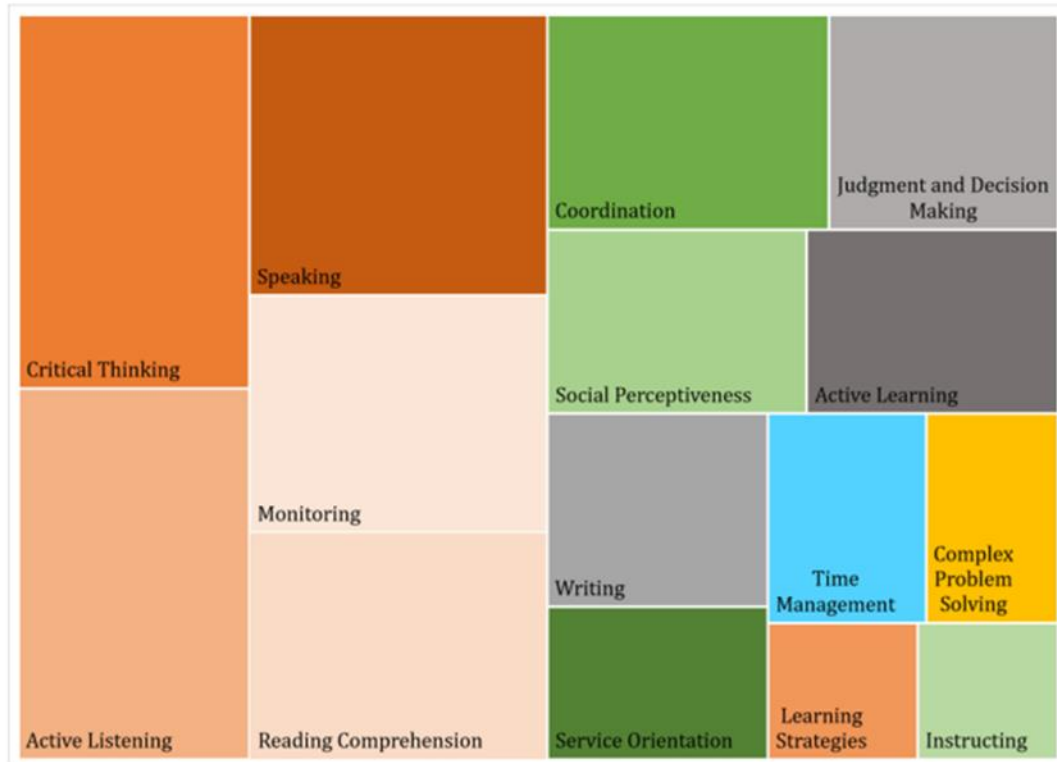 Critical Thinking
Active Listening
Speaking
Monitoring
Reading Comprehension
Coordination
Judgment and Decision
Making
Social Perceptiveness
Active Learning
Writing
Service Orientation
Time
Management
Complex
Problem
Solving
Learning
Strategies
Instructing